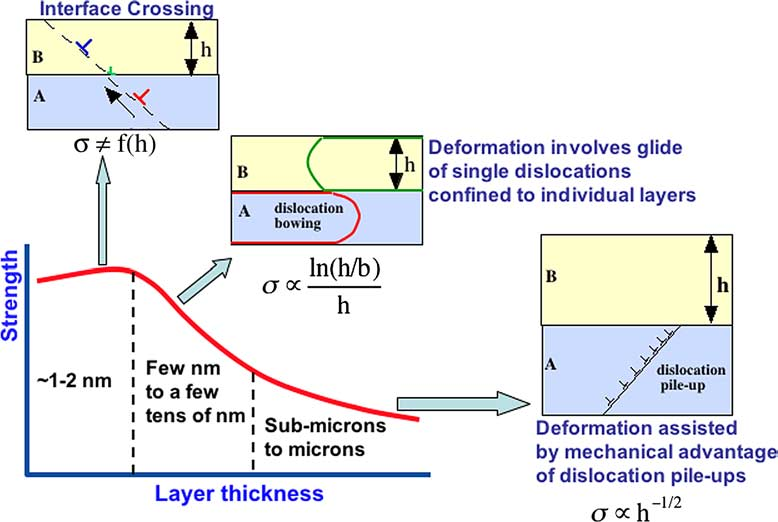 Interface Crossing
B
h
A
σ ≠ f(h)
B
h
A
dislocation
bowing
Deformation involves glide
of single dislocations
confined to individual layers
σ ∝ ln(h/b)
h
B
h
A
dislocation
pile-up
Deformation assisted
by mechanical advantage
of dislocation pile-ups
σ ∝ h⁻¹/²
Strength
~1-2 nm
Few nm
to a few
tens of nm
Sub-microns
to microns
Layer thickness